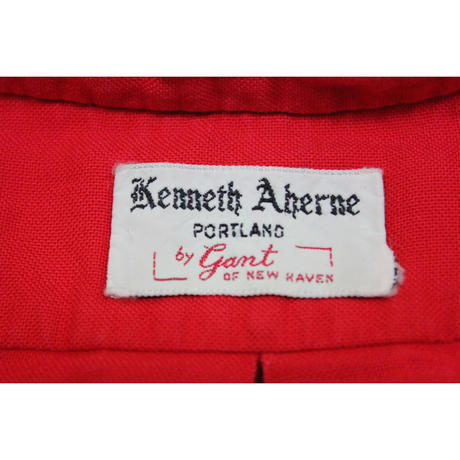 Kenneth Aherne
PORTLAND
by Gant
OF NEW HAVEN